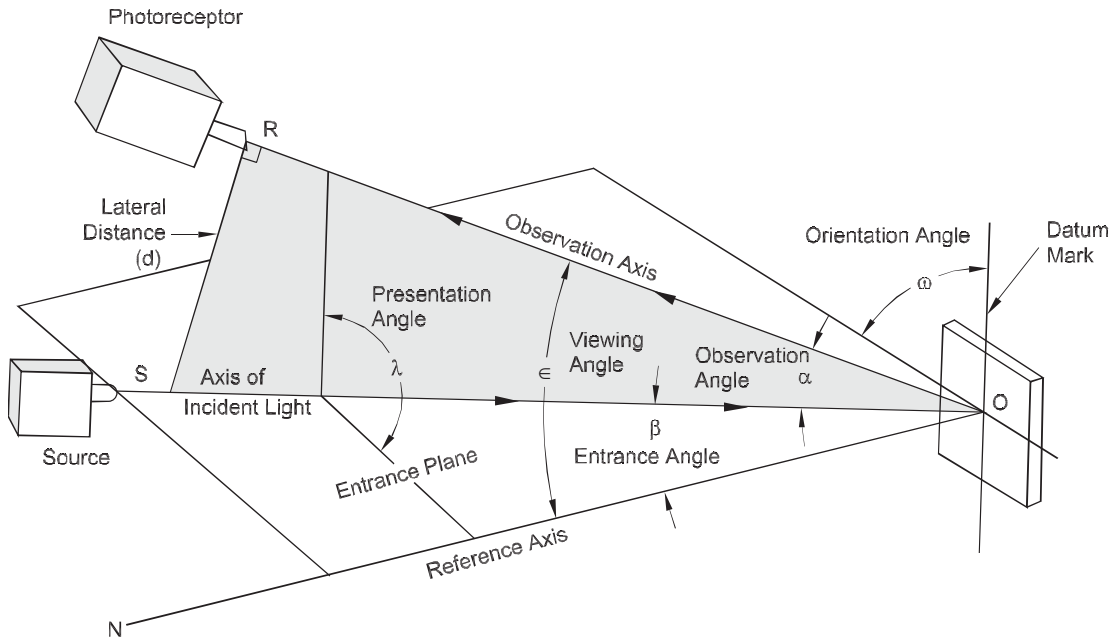 Photoreceptor
R
Lateral
Distance
(d)
Observation Axis
Orientation Angle
Datum
Mark
ω
Presentation
Angle
Viewing
Angle
Observation
Angle
α
λ
∈
S
Axis of
Incident Light
O
β
Entrance Angle
Source
Entrance Plane
Reference Axis
N